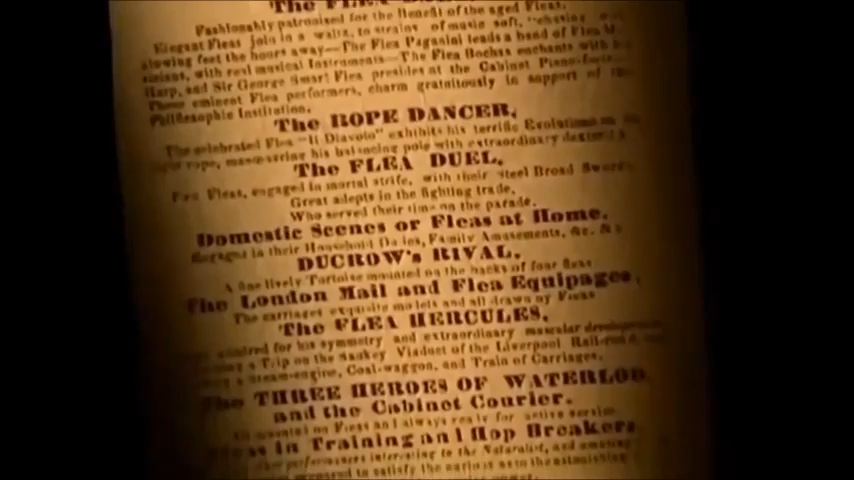 The FLEA
Fashionably patronised for the Benefit of the aged Fleas.
Elegant Fleas join in a waltz, to strains of music soft, "chasing
glowing feet the hours away—The Flea Paganini leads a band of Flea
sicians, with real musical Instruments—The Flea Bochsa enchants with
Harp, and Sir George Smart Flea presides at the Cabinet Piano-forte
These eminent Flea performers, charm gratuitously in support of
Philosophic Institution.
The ROPE DANCER,
The celebrated Flea "Il Diavolo" exhibits his terrific Evolutions on
rope, manœuvring his balancing pole with extraordinary dexterity
The FLEA DUEL.
Two Fleas, engaged in mortal strife, with their Steel Broad Swords
Great adepts in the fighting trade,
Who served their time on the parade.
Domestic Scenes or Fleas at Home.
Engaged in their Household Duties, Family Amusements, &c. &
DUCROW's RIVAL.
A fine lively Tortoise mounted on the backs of four fleas
The London Mail and Flea Equipages,
The carriages exquisite models and all drawn by Fleas
The FLEA HERCULES,
for his symmetry and extraordinary muscular development
a Trip on the Sankey Viaduct of the Liverpool Rail-road
a Steam-engine, Coal-waggon, and Train of Carriages.
The THREE HEROES OF WATERLOO
and the Cabinet Courier.
mounted on Fleas and always ready for active service
Fleas in Training and Hop Breakers
performances interesting to the Naturalist, and
to satisfy the curious as to the astonishing